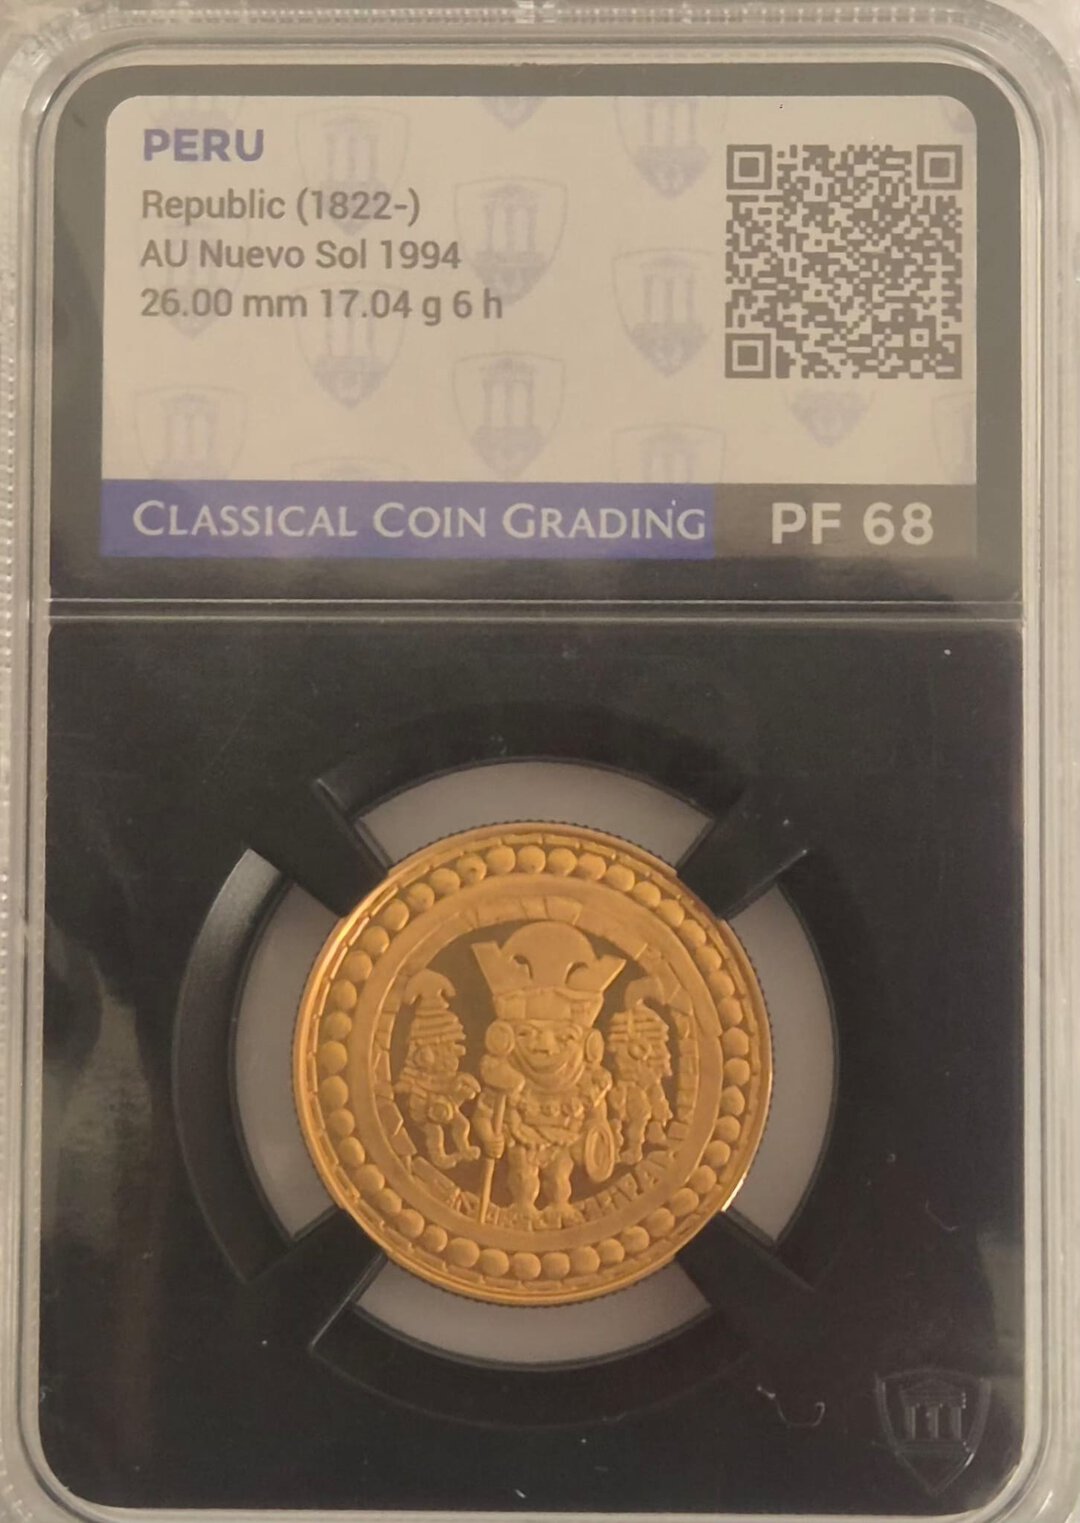 PERU
Republic (1822-)
AU Nuevo Sol 1994
26.00 mm 17.04 g 6 h
CLASSICAL COIN GRADING
PF 68